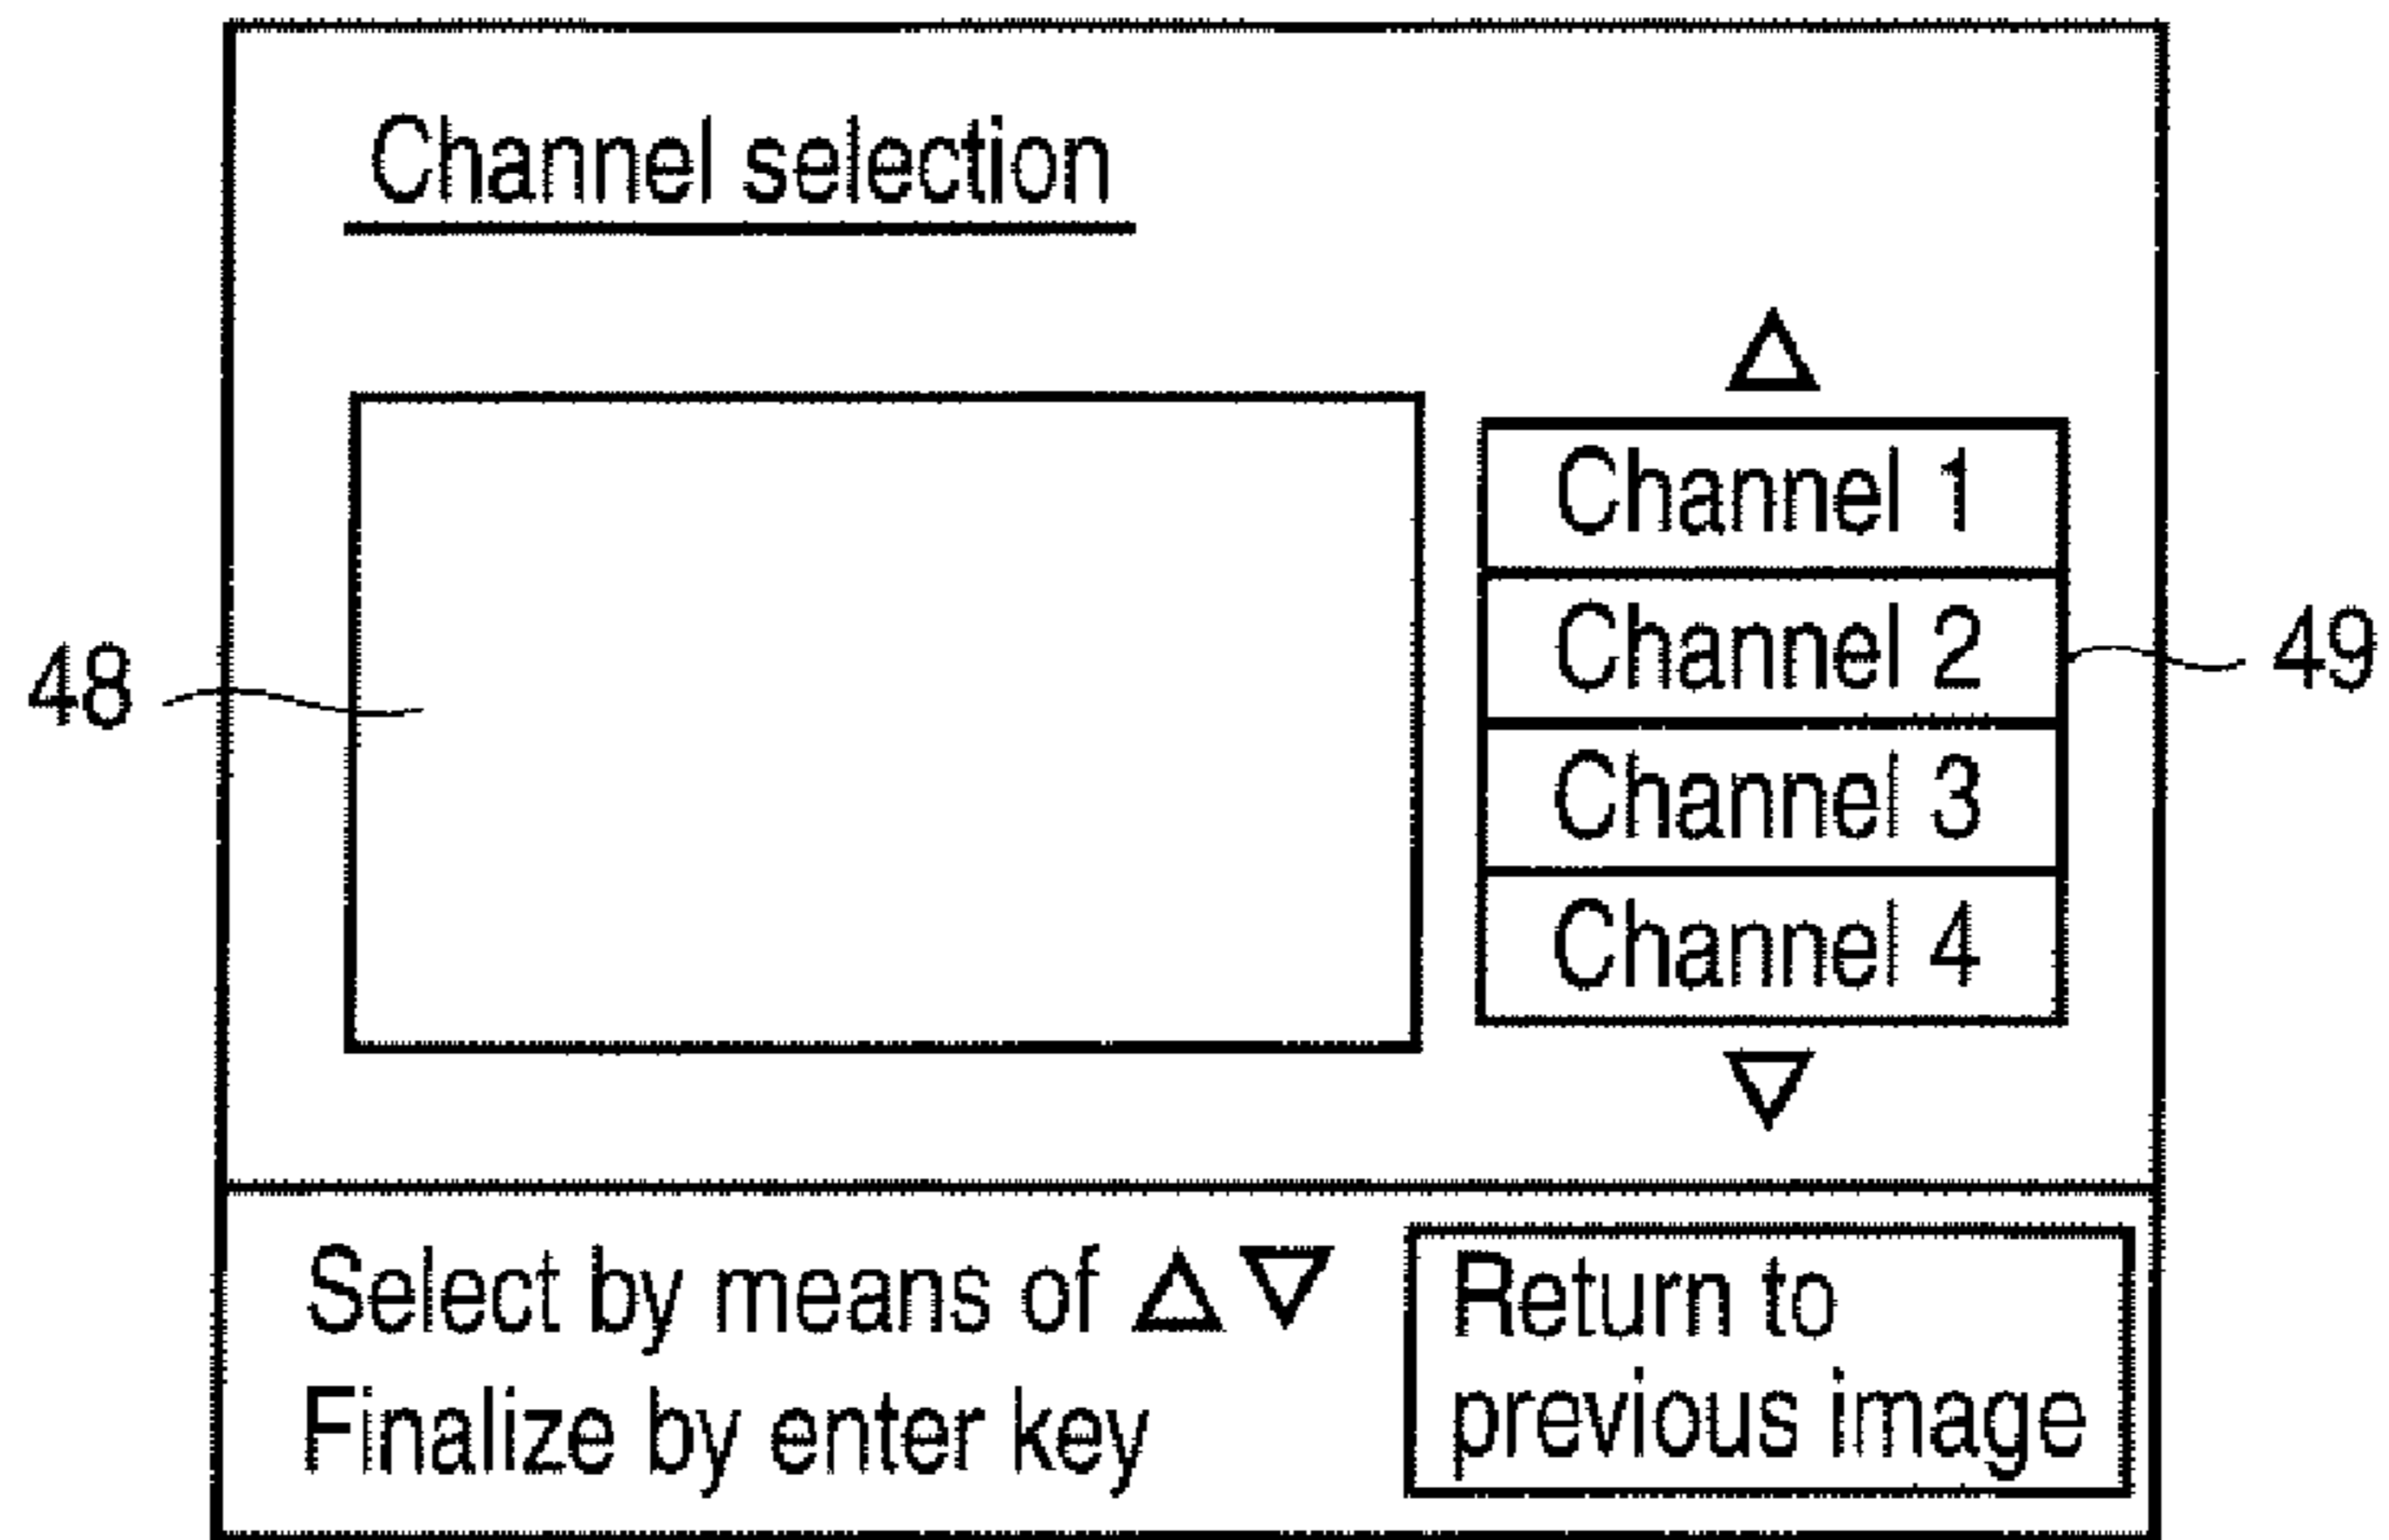 Channel selection
△
Channel 1
Channel 2
Channel 3
Channel 4
▽
48
49
Select by means of △ ▽
Finalize by enter key
Return to
previous image